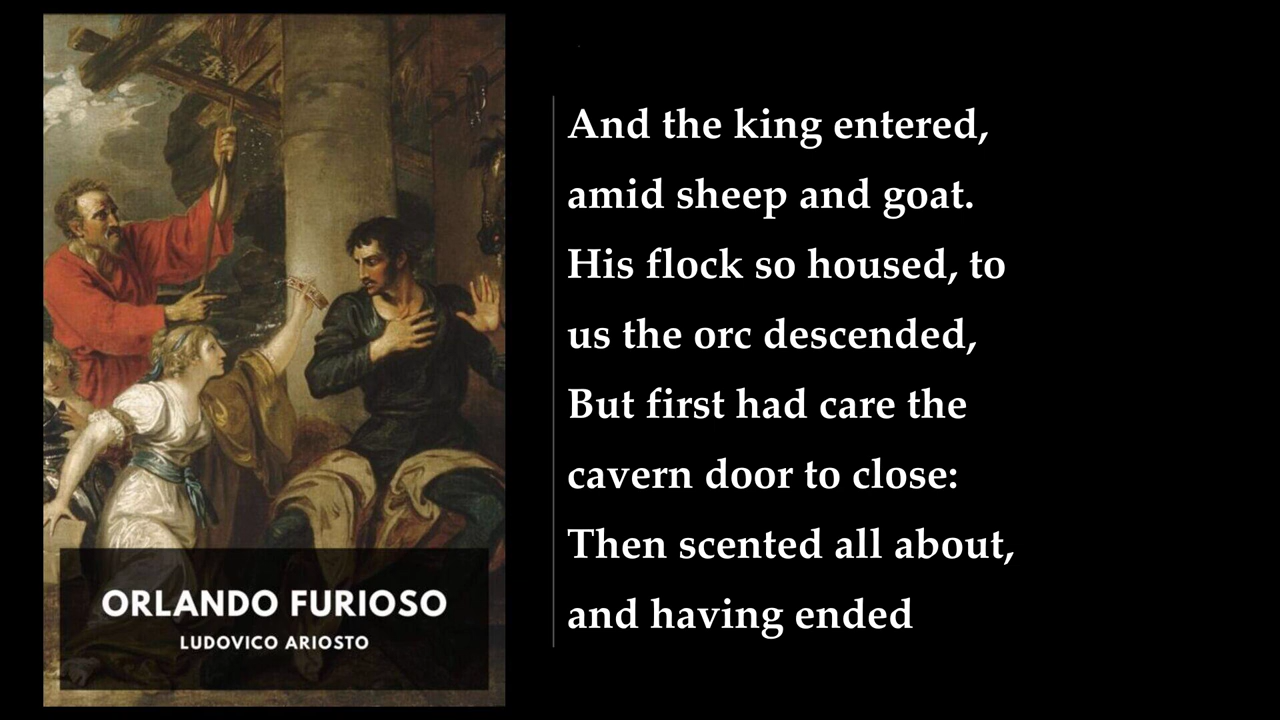 And the king entered,
amid sheep and goat.
His flock so housed, to
us the orc descended,
But first had care the
cavern door to close:
Then scented all about,
and having ended
ORLANDO FURIOSO
LUDOVICO ARIOSTO